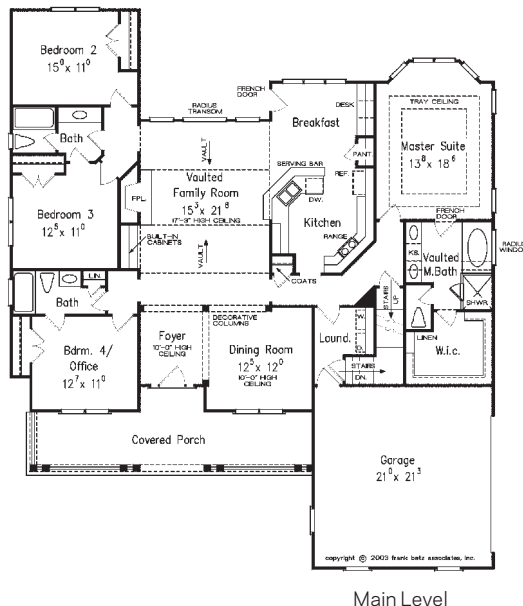 Bedroom 2
15⁰ x 11⁰
FRENCH
DOOR
RADIUS
TRANSOM
DESK
Breakfast
TRAY CEILING
Master Suite
13⁸ x 18⁶
Bath
VAULT
Vaulted
Family Room
15³ x 21⁸
17'-9" HIGH CEILING
SERVING BAR
PANT.
REF.
DW.
FPL.
Bedroom 3
12⁵ x 11⁰
Kitchen
RANGE
FRENCH
DOOR
BUILT-IN
CABINETS
VAULT
COATS
K.S.
Vaulted
M.Bath
RADIUS
WINDO
SHWR.
LIN.
Bath
STAIRS
UP
DECORATIVE
COLUMNS
Foyer
10'-0" HIGH
CEILING
Dining Room
12⁵ x 12⁰
10'-0" HIGH
CEILING
Bdrm. 4/
Office
12⁷ x 11⁰
W.
Laund.
STAIRS
DN.
LINEN
W.i.c.
Covered Porch
Garage
21⁰ x 21³
copyright © 2003 frank betz associates, inc.
Main Level